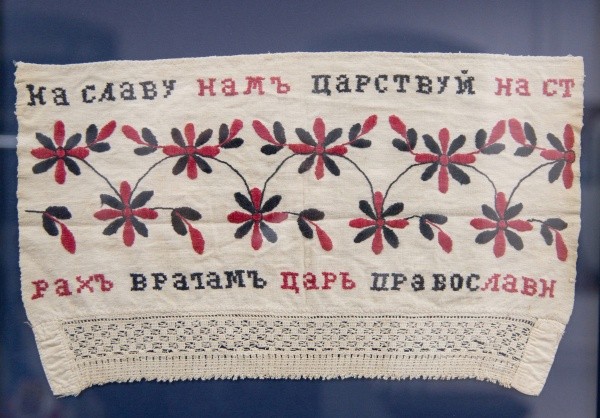 на славу намъ царствуй на ст
рахъ врагамъ царь православн